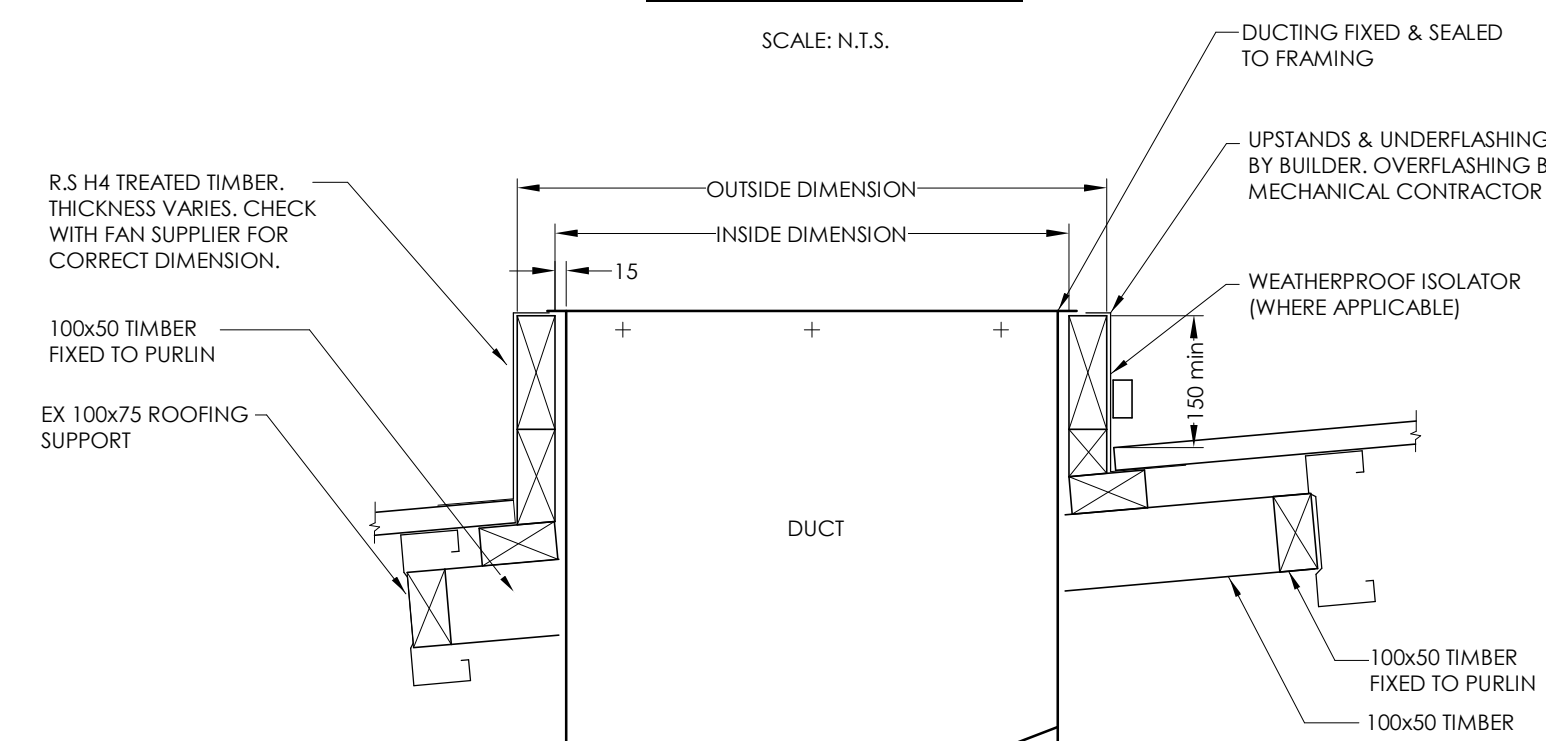 SCALE: N.T.S.
DUCTING FIXED & SEALED
TO FRAMING
UPSTANDS & UNDERFLASHING
BY BUILDER. OVERFLASHING B
MECHANICAL CONTRACTOR
R.S H4 TREATED TIMBER.
THICKNESS VARIES. CHECK
WITH FAN SUPPLIER FOR
CORRECT DIMENSION.
OUTSIDE DIMENSION
INSIDE DIMENSION
15
WEATHERPROOF ISOLATOR
(WHERE APPLICABLE)
100x50 TIMBER
FIXED TO PURLIN
150 min
EX 100x75 ROOFING
SUPPORT
DUCT
100x50 TIMBER
FIXED TO PURLIN
100x50 TIMBER